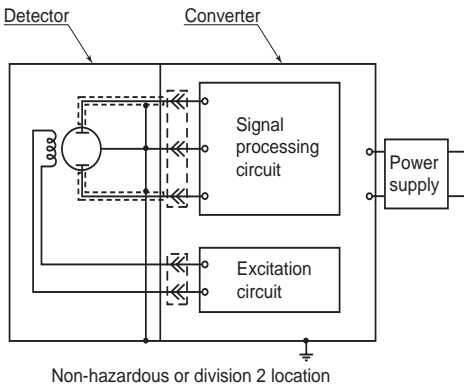 Detector
Converter
Signal
processing
circuit
Power
supply
Excitation
circuit
Non-hazardous or division 2 location